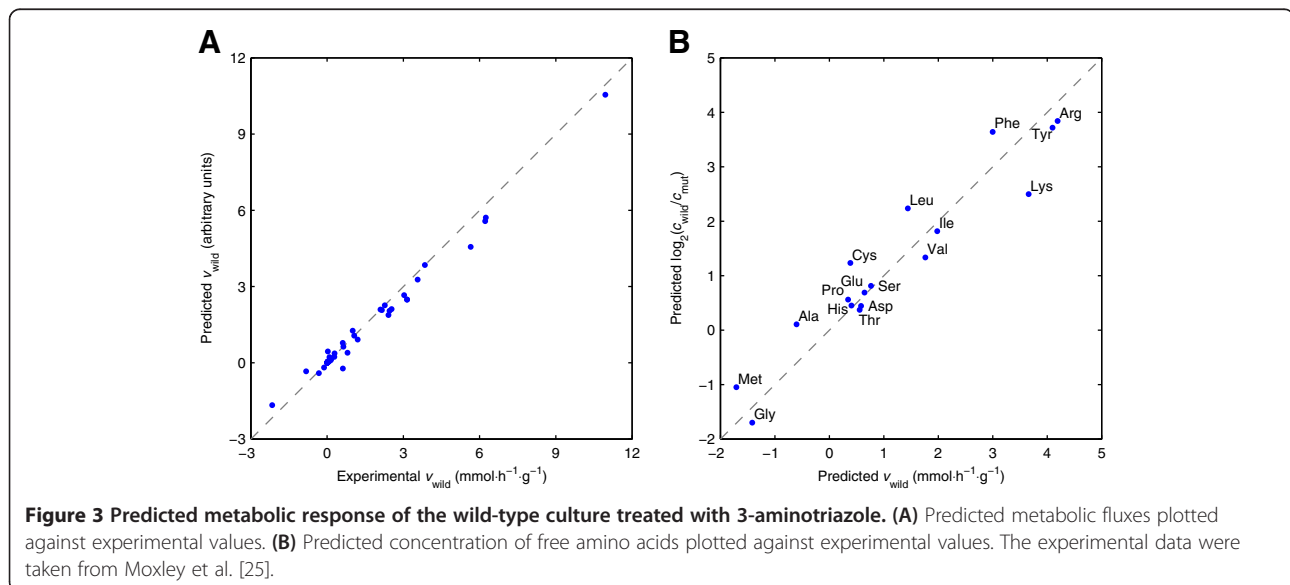 A
12
9
6
3
0
−3
Predicted v_wild (arbitrary units)
−3 0 3 6 9 12
Experimental v_wild (mmol·h⁻¹·g⁻¹)
B
5
4
3
2
1
0
−1
−2
Predicted log₂(c_wild/c_mut)
Phe
Arg
Tyr
Lys
Leu
Ile
Val
Cys
Glu
Ser
Pro
His
Asp
Thr
Ala
Met
Gly
−2 −1 0 1 2 3 4 5
Predicted v_wild (mmol·h⁻¹·g⁻¹)
Figure 3 Predicted metabolic response of the wild-type culture treated with 3-aminotriazole. (A) Predicted metabolic fluxes plotted
against experimental values. (B) Predicted concentration of free amino acids plotted against experimental values. The experimental data were
taken from Moxley et al. [25].